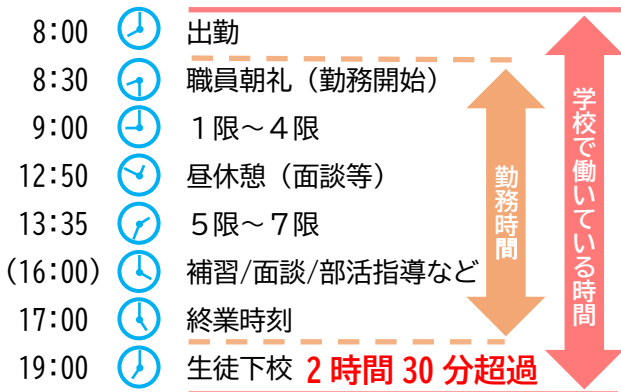 8:00 出勤
8:30 職員朝礼（勤務開始）
9:00 １限～４限
12:50 昼休憩（面談等）
13:35 ５限～７限
(16:00) 補習/面談/部活指導など
17:00 終業時刻
19:00 生徒下校 2 時間 30 分超過
勤務時間
学校で働いている時間